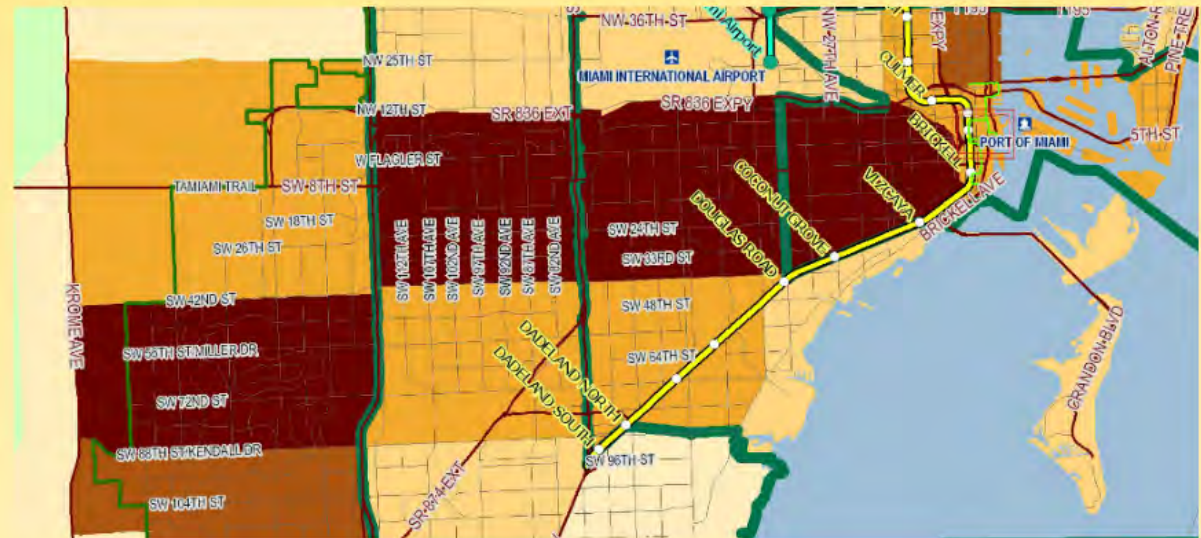 NW 36TH ST
mi Airport
NW 27TH AVE
EXPY
I 195
I 195
ALTON R
PINE TRE
NW 25TH ST
MIAMI INTERNATIONAL AIRPORT
CULMER
NW 12TH ST
SR 836 EXT
SR 836 EXPY
PORT OF MIAMI
5TH ST
BRICKELL
W FLAGLER ST
TAMIAMI TRAIL
SW 8TH ST
COCONUT GROVE
VIZCAYA
DOUGLAS ROAD
BRICKELL AVE
SW 18TH ST
SW 26TH ST
SW 107TH AVE
SW 102ND AVE
SW 97TH AVE
SW 92ND AVE
SW 87TH AVE
SW 82ND AVE
SW 24TH ST
SW 33RD ST
KROME AVE
SW 42ND ST
SW 48TH ST
SW 56TH ST/MILLER DR
SW 64TH ST
CRANDON BLVD
DADELAND NORTH
DADELAND SOUTH
SW 72ND ST
SW 88TH ST/KENDALL DR
SW 96TH ST
SR 874 EXT
SW 104TH ST